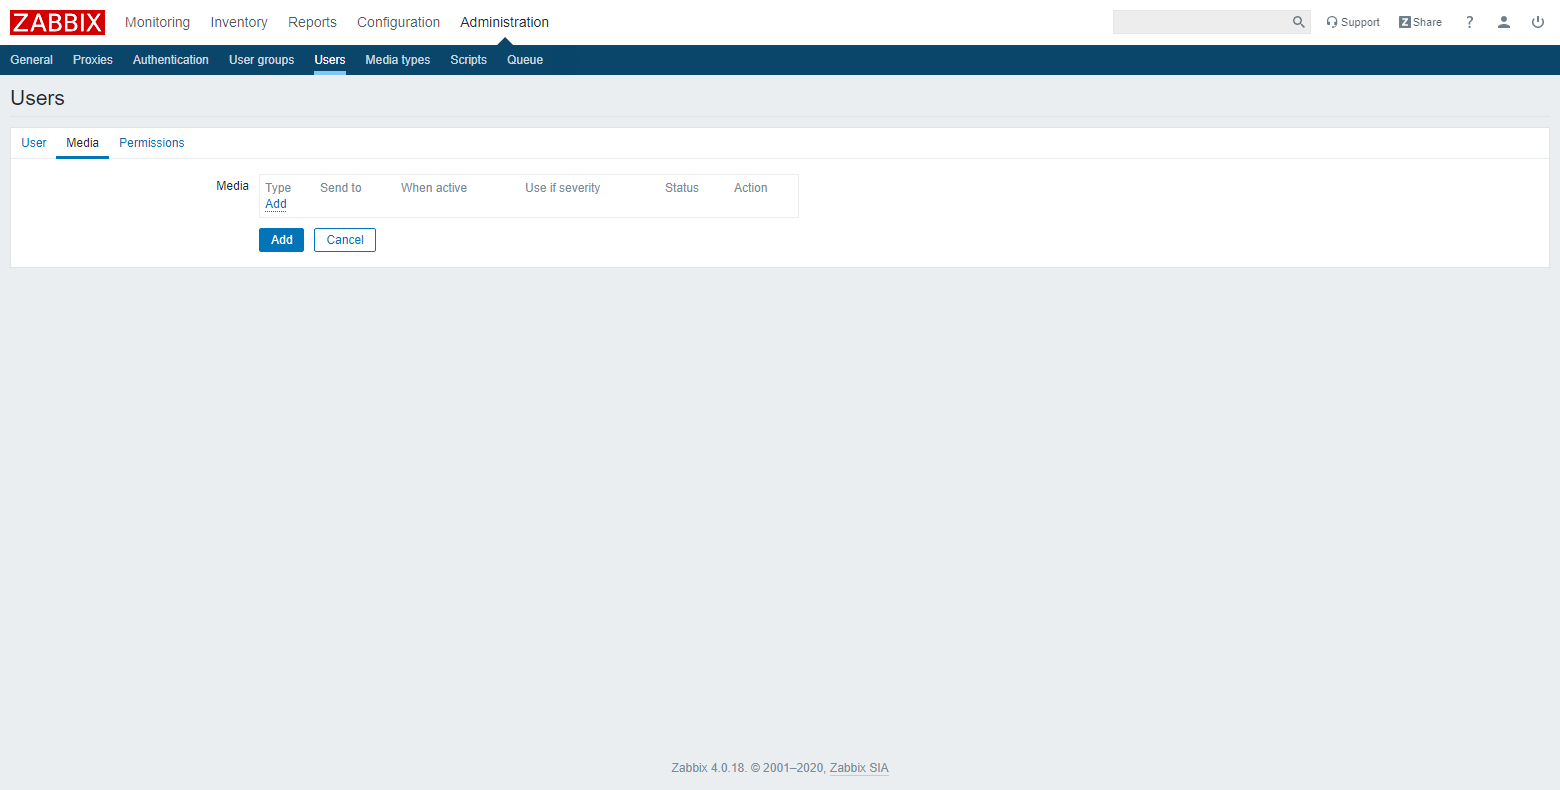 ZABBIX Monitoring Inventory Reports Configuration Administration Support Z Share ?
General Proxies Authentication User groups Users Media types Scripts Queue
Users
User Media Permissions
Media Type Send to When active Use if severity Status Action
Add
Add Cancel
Zabbix 4.0.18. © 2001–2020, Zabbix SIA